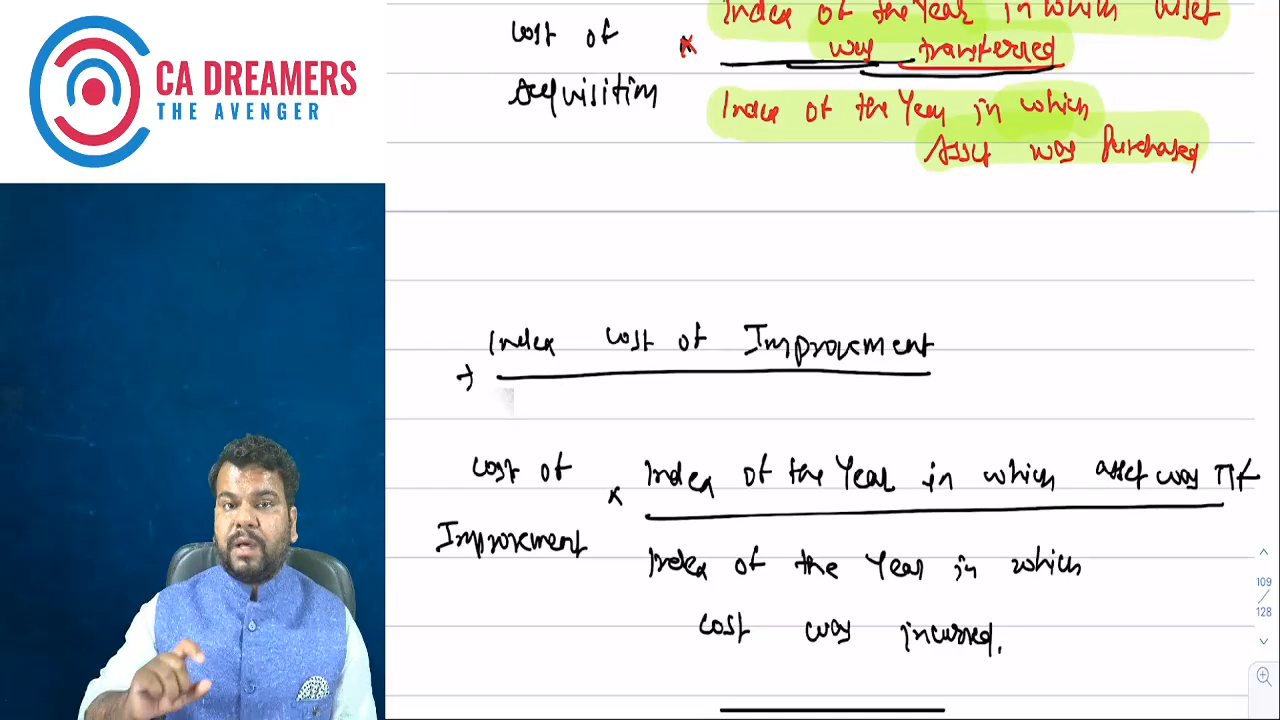 CA DREAMERS
THE AVENGER
Index of the Year in which asset
was transferred
cost of
Acquisition
×
Index of the Year in which
Asset was Purchased
→ Index cost of Improvement
cost of
Improvement
×
Index of the Year in which asset was
Index of the Year in which
cost was incurred.
109
128